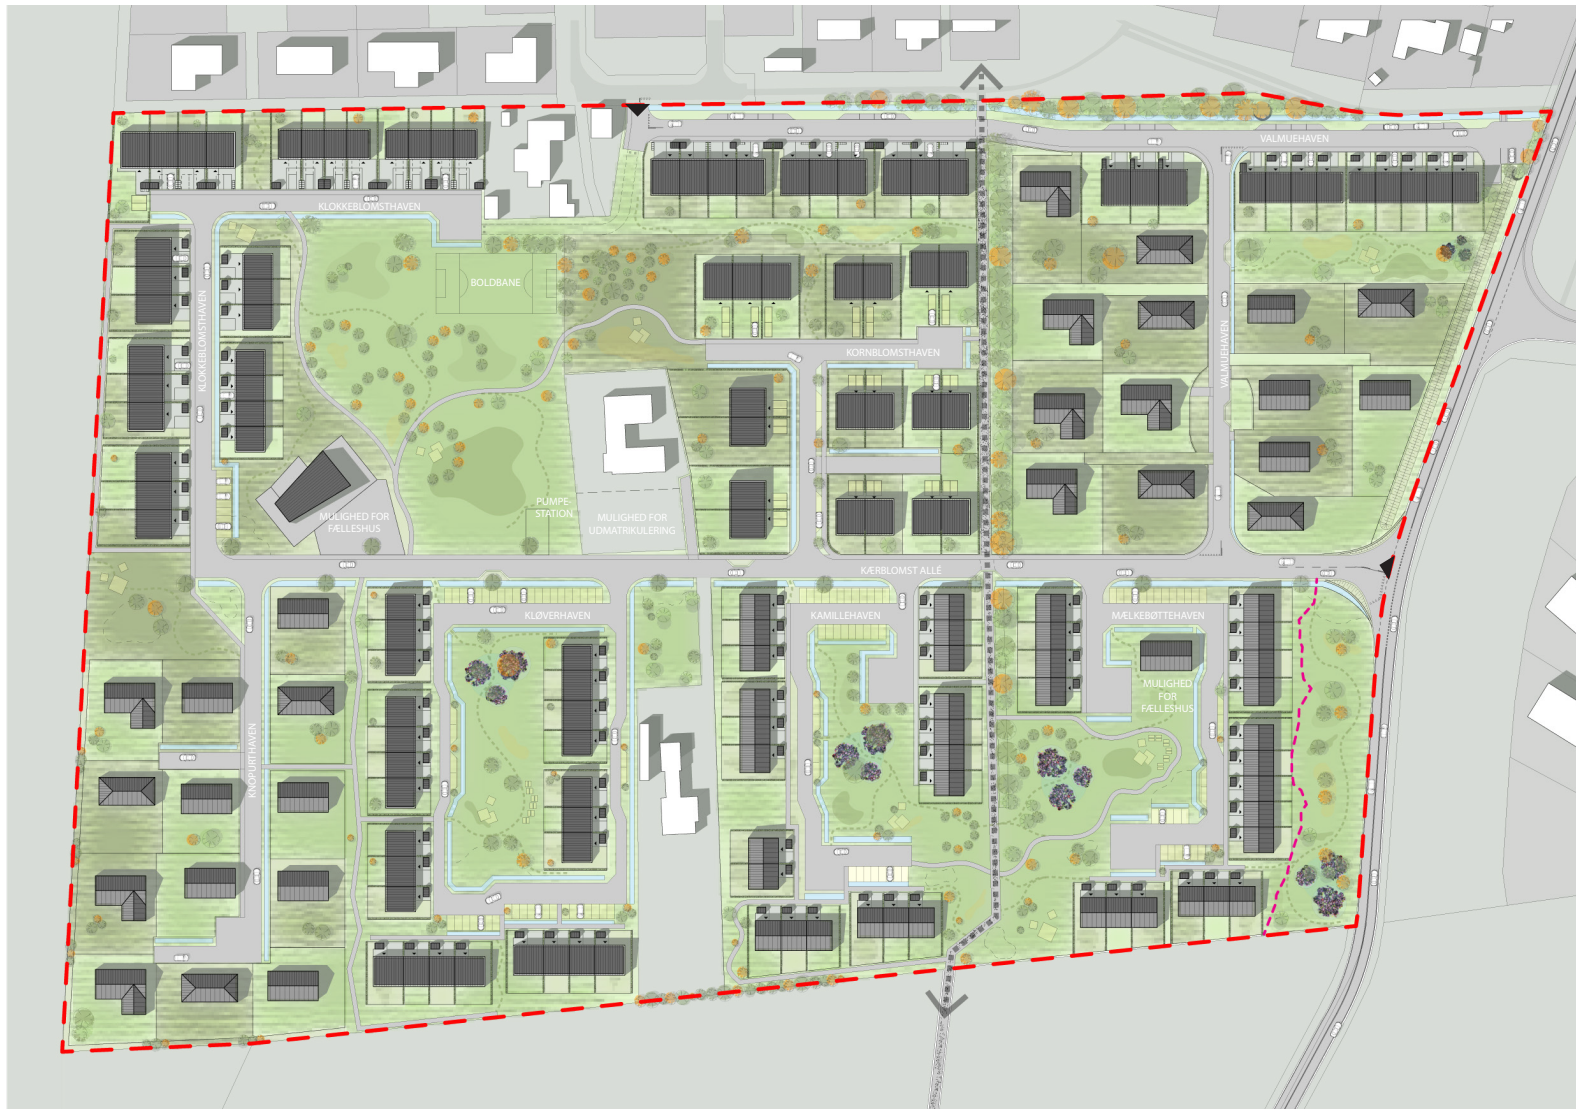 VALMUEHAVEN
KLOKKEBLOMSTHAVEN
BOLDBANE
KLOKKEBLOMSTHAVEN
KORNBLOMSTHAVEN
VALMUEHAVEN
PUMPE-
STATION
MULIGHED FOR
FÆLLESHUS
MULIGHED FOR
UDMATRIKULERING
KÆRBLOMST ALLÉ
KLØVERHAVEN
KAMILLEHAVEN
MÆLKEBØTTEHAVEN
MULIGHED
FOR
FÆLLESHUS
KNOPURTHAVEN